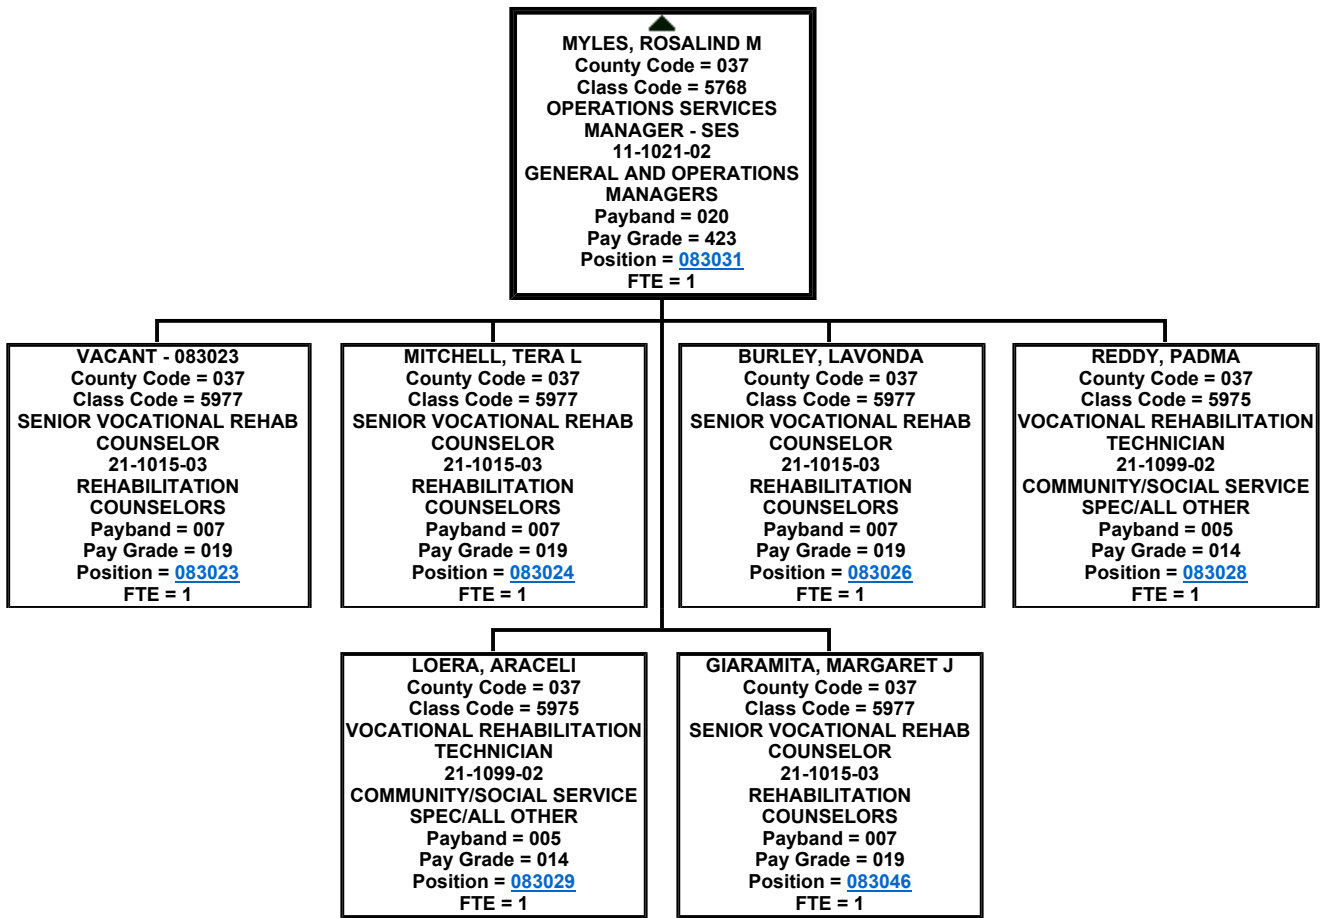 MYLES, ROSALIND M
County Code = 037
Class Code = 5768
OPERATIONS SERVICES
MANAGER - SES
11-1021-02
GENERAL AND OPERATIONS
MANAGERS
Payband = 020
Pay Grade = 423
Position = 083031
FTE = 1
VACANT - 083023
County Code = 037
Class Code = 5977
SENIOR VOCATIONAL REHAB
COUNSELOR
21-1015-03
REHABILITATION
COUNSELORS
Payband = 007
Pay Grade = 019
Position = 083023
FTE = 1
MITCHELL, TERA L
County Code = 037
Class Code = 5977
SENIOR VOCATIONAL REHAB
COUNSELOR
21-1015-03
REHABILITATION
COUNSELORS
Payband = 007
Pay Grade = 019
Position = 083024
FTE = 1
BURLEY, LAVONDA
County Code = 037
Class Code = 5977
SENIOR VOCATIONAL REHAB
COUNSELOR
21-1015-03
REHABILITATION
COUNSELORS
Payband = 007
Pay Grade = 019
Position = 083026
FTE = 1
REDDY, PADMA
County Code = 037
Class Code = 5975
VOCATIONAL REHABILITATION
TECHNICIAN
21-1099-02
COMMUNITY/SOCIAL SERVICE
SPEC/ALL OTHER
Payband = 005
Pay Grade = 014
Position = 083028
FTE = 1
LOERA, ARACELI
County Code = 037
Class Code = 5975
VOCATIONAL REHABILITATION
TECHNICIAN
21-1099-02
COMMUNITY/SOCIAL SERVICE
SPEC/ALL OTHER
Payband = 005
Pay Grade = 014
Position = 083029
FTE = 1
GIARAMITA, MARGARET J
County Code = 037
Class Code = 5977
SENIOR VOCATIONAL REHAB
COUNSELOR
21-1015-03
REHABILITATION
COUNSELORS
Payband = 007
Pay Grade = 019
Position = 083046
FTE = 1